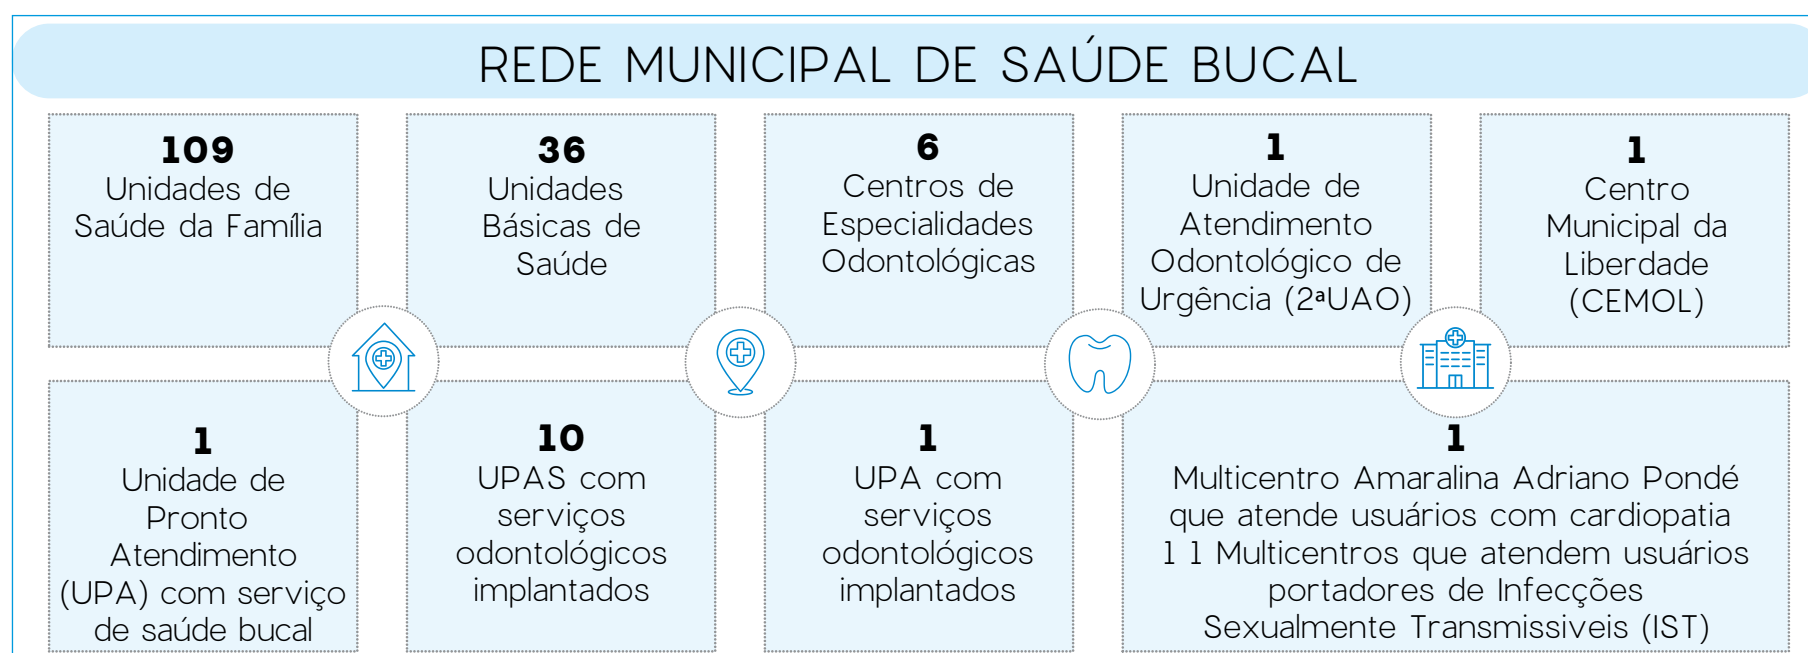 REDE MUNICIPAL DE SAÚDE BUCAL
109
Unidades de
Saúde da Família
36
Unidades
Básicas de
Saúde
6
Centros de
Especialidades
Odontológicas
1
Unidade de
Atendimento
Odontológico de
Urgência (2ªUAO)
1
Centro
Municipal da
Liberdade
(CEMOL)
1
Unidade de
Pronto
Atendimento
(UPA) com serviço
de saúde bucal
10
UPAS com
serviços
odontológicos
implantados
1
UPA com
serviços
odontológicos
implantados
1
Multicentro Amaralina Adriano Pondé
que atende usuários com cardiopatia
1 1 Multicentros que atendem usuários
portadores de Infecções
Sexualmente Transmissiveis (IST)